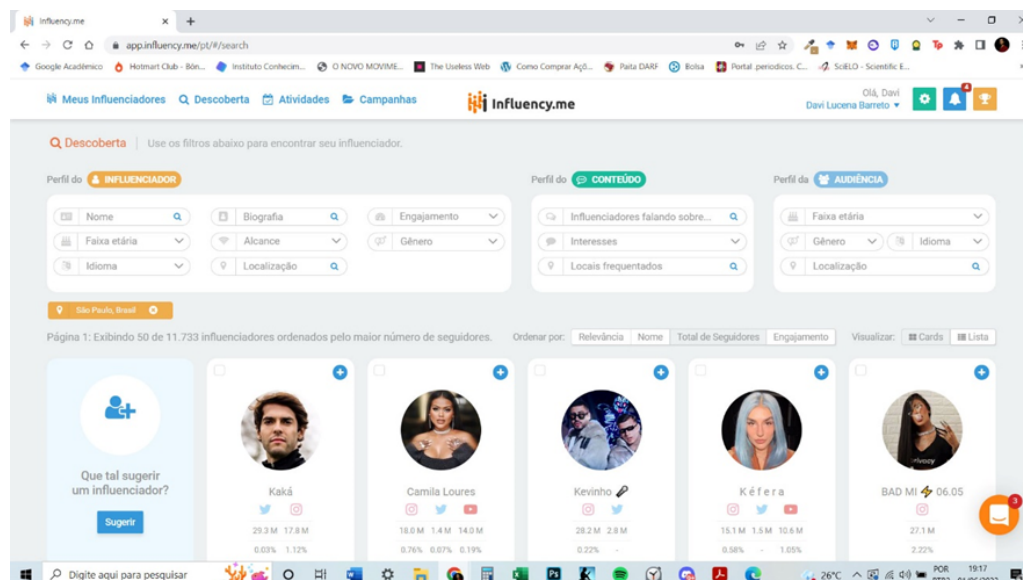 Influency.me
app.influency.me/pt/#/search
Google Acadêmico Hotmart Club - Bôn... Instituto Conhecim... O NOVO MOVIME... The Useless Web Como Comprar Açõ... Paita DARF Bolsa Portal .periodicos. C... SciELO - Scientific E...
Meus Influenciadores Descoberta Atividades Campanhas Influency.me
Olá, Davi
Davi Lucena Barreto
4
Descoberta Use os filtros abaixo para encontrar seu influenciador.
Perfil do INFLUENCIADOR
Nome Biografia Engajamento
Faixa etária Alcance Gênero
Idioma Localização
Perfil do CONTEÚDO
Influenciadores falando sobre...
Interesses
Locais frequentados
Perfil da AUDIÊNCIA
Faixa etária
Gênero Idioma
Localização
São Paulo, Brasil
Página 1: Exibindo 50 de 11.733 influenciadores ordenados pelo maior número de seguidores. Ordenar por: Relevância Nome Total de Seguidores Engajamento Visualizar: Cards Lista
Que tal sugerir
um influenciador?
Sugerir
Kaká
29.3 M 17.8 M
0.03% 1.12%
Camila Loures
18.0 M 1.4 M 14.0 M
0.76% 0.07% 0.19%
Kevinho
28.2 M 2.8 M
0.22% -
K é f e r a
15.1 M 1.5 M 10.6 M
0.58% - 1.05%
BAD MI ⚡ 06.05
27.1 M
2.22%
3
Digite aqui para pesquisar
26°C
POR 19:17